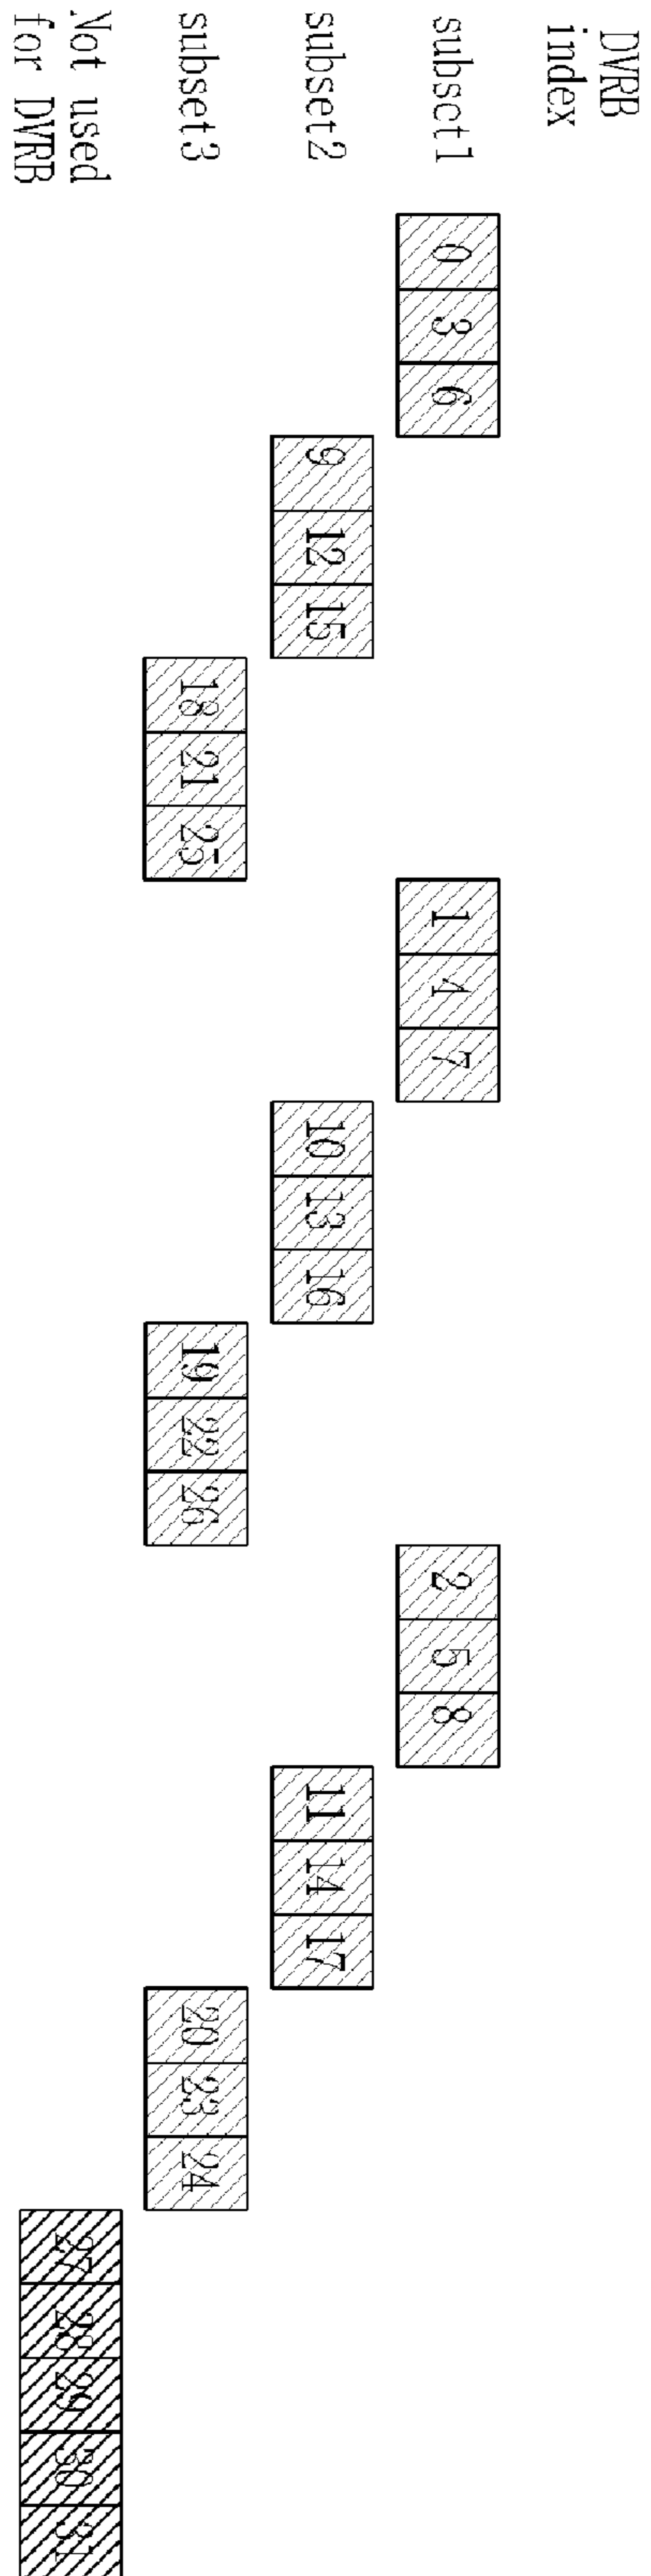 DVRB
index
subset1
0 3 6 1 4 7 2 5 8
subset2
9 12 15 10 13 16 11 14 17
subset3
18 21 25 19 22 26 20 23 24
Not used
for DVRB
27 28 29 30 31